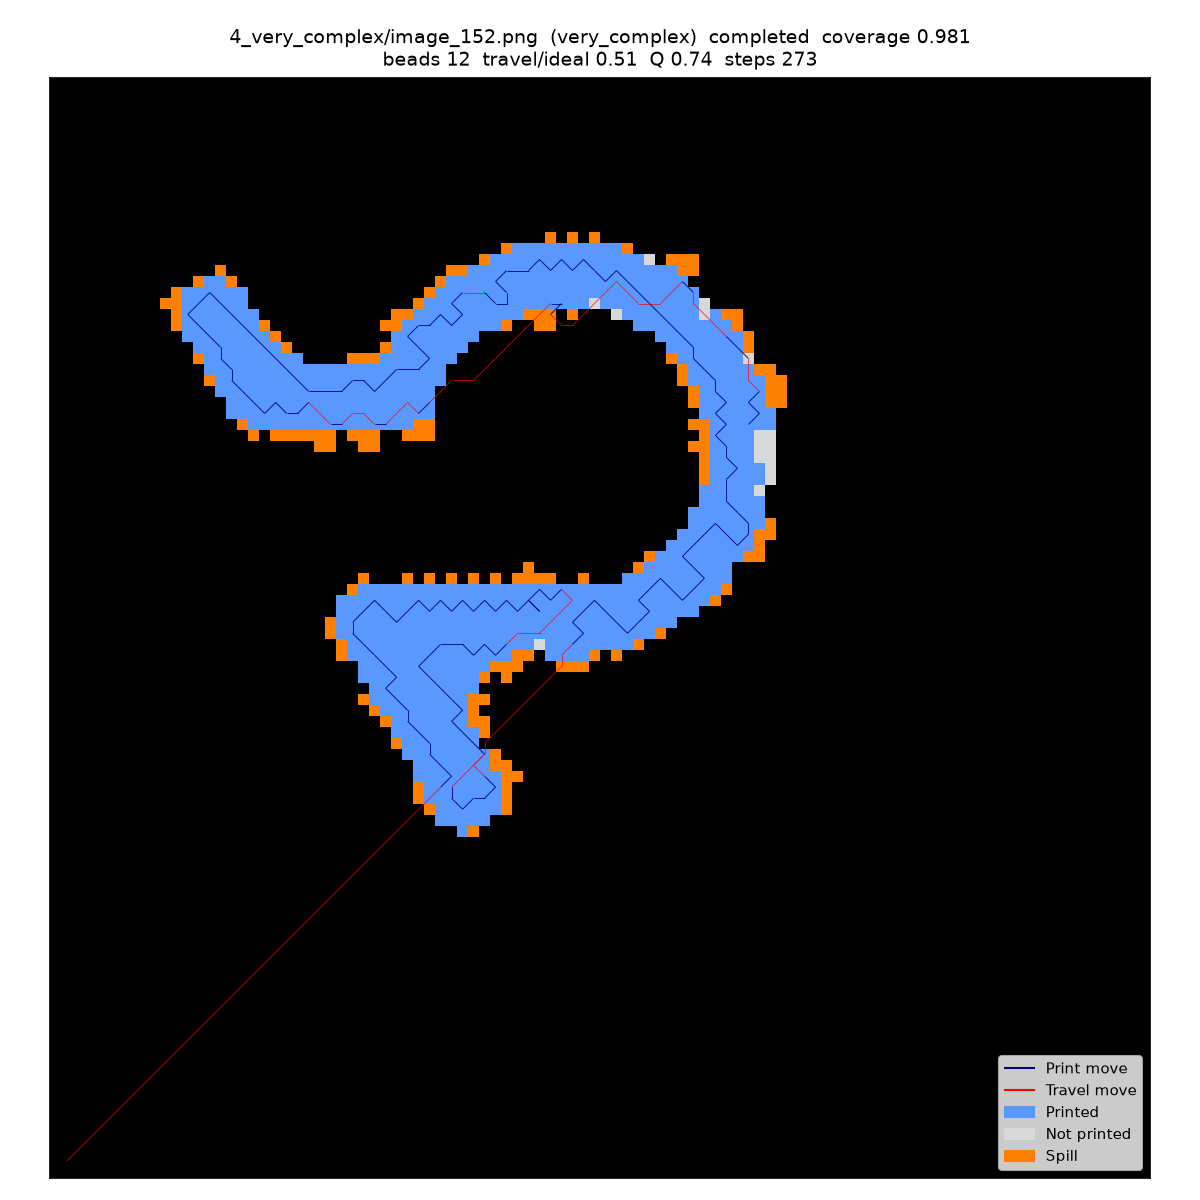 4_very_complex/image_152.png  (very_complex)  completed  coverage 0.981
beads 12  travel/ideal 0.51  Q 0.74  steps 273
Print move
Travel move
Printed
Not printed
Spill